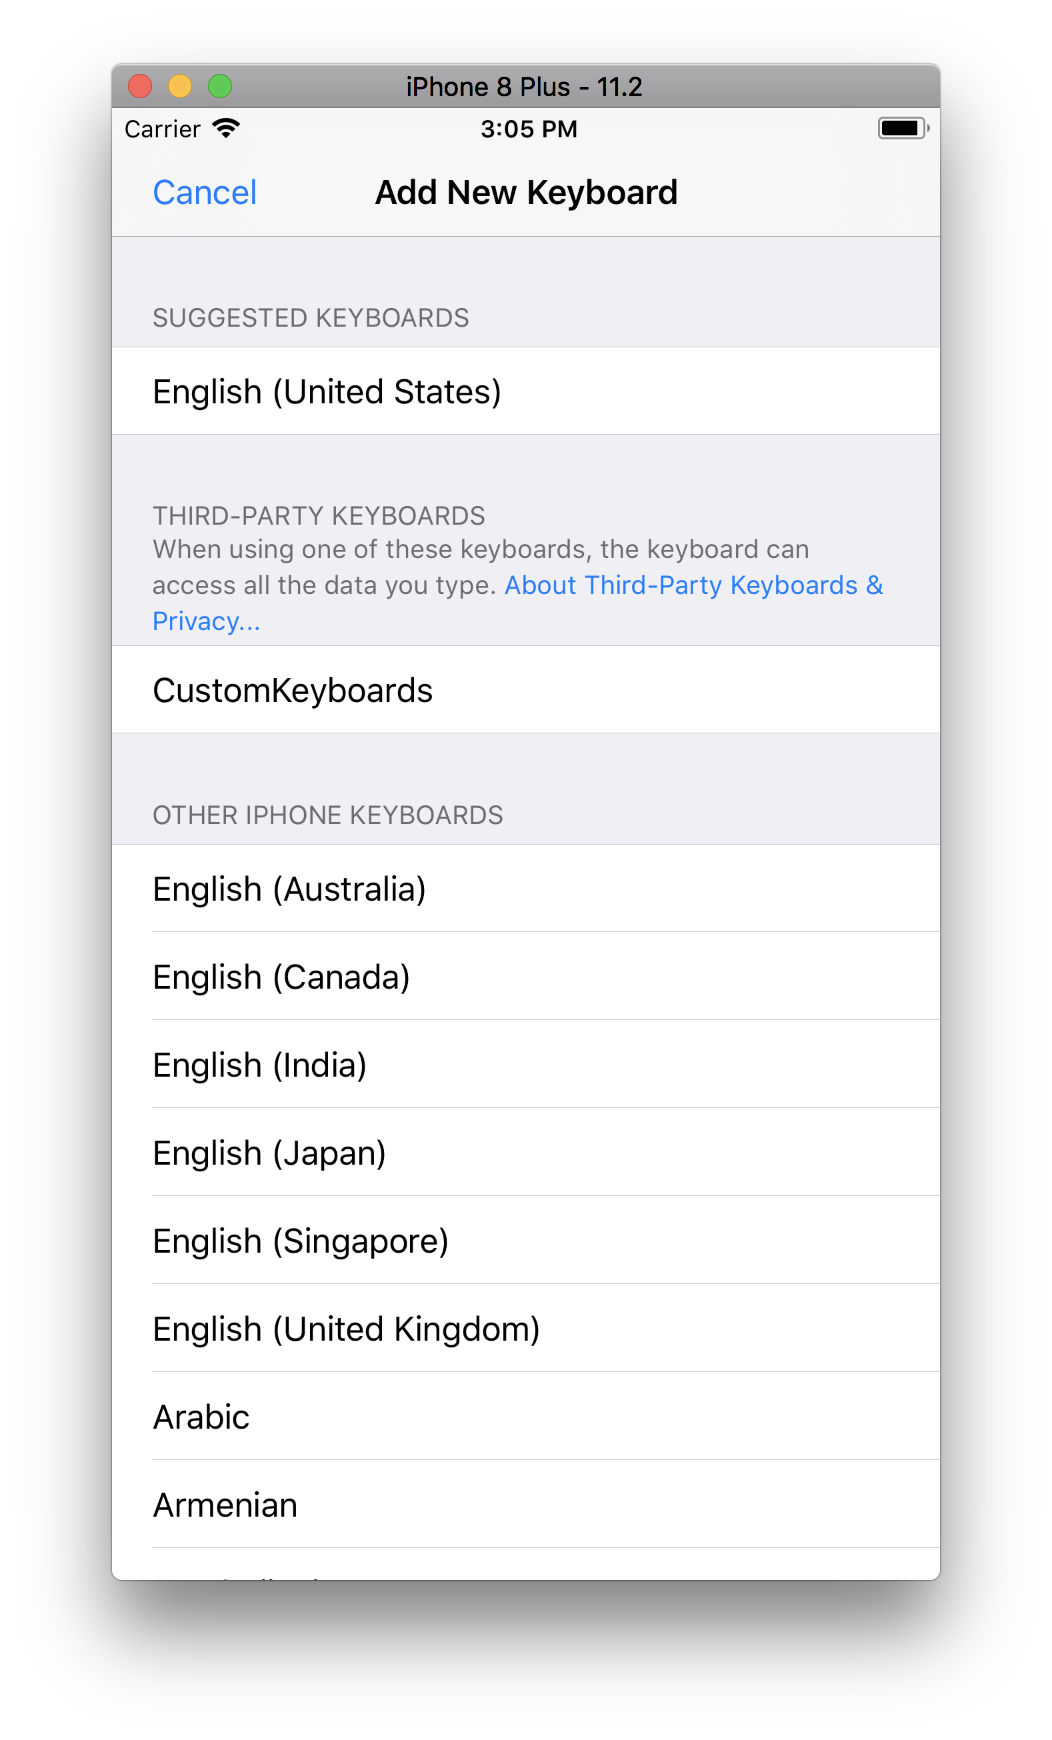 iPhone 8 Plus - 11.2
Carrier 3:05 PM
Cancel Add New Keyboard
SUGGESTED KEYBOARDS
English (United States)
THIRD-PARTY KEYBOARDS
When using one of these keyboards, the keyboard can
access all the data you type. About Third-Party Keyboards &
Privacy...
CustomKeyboards
OTHER IPHONE KEYBOARDS
English (Australia)
English (Canada)
English (India)
English (Japan)
English (Singapore)
English (United Kingdom)
Arabic
Armenian